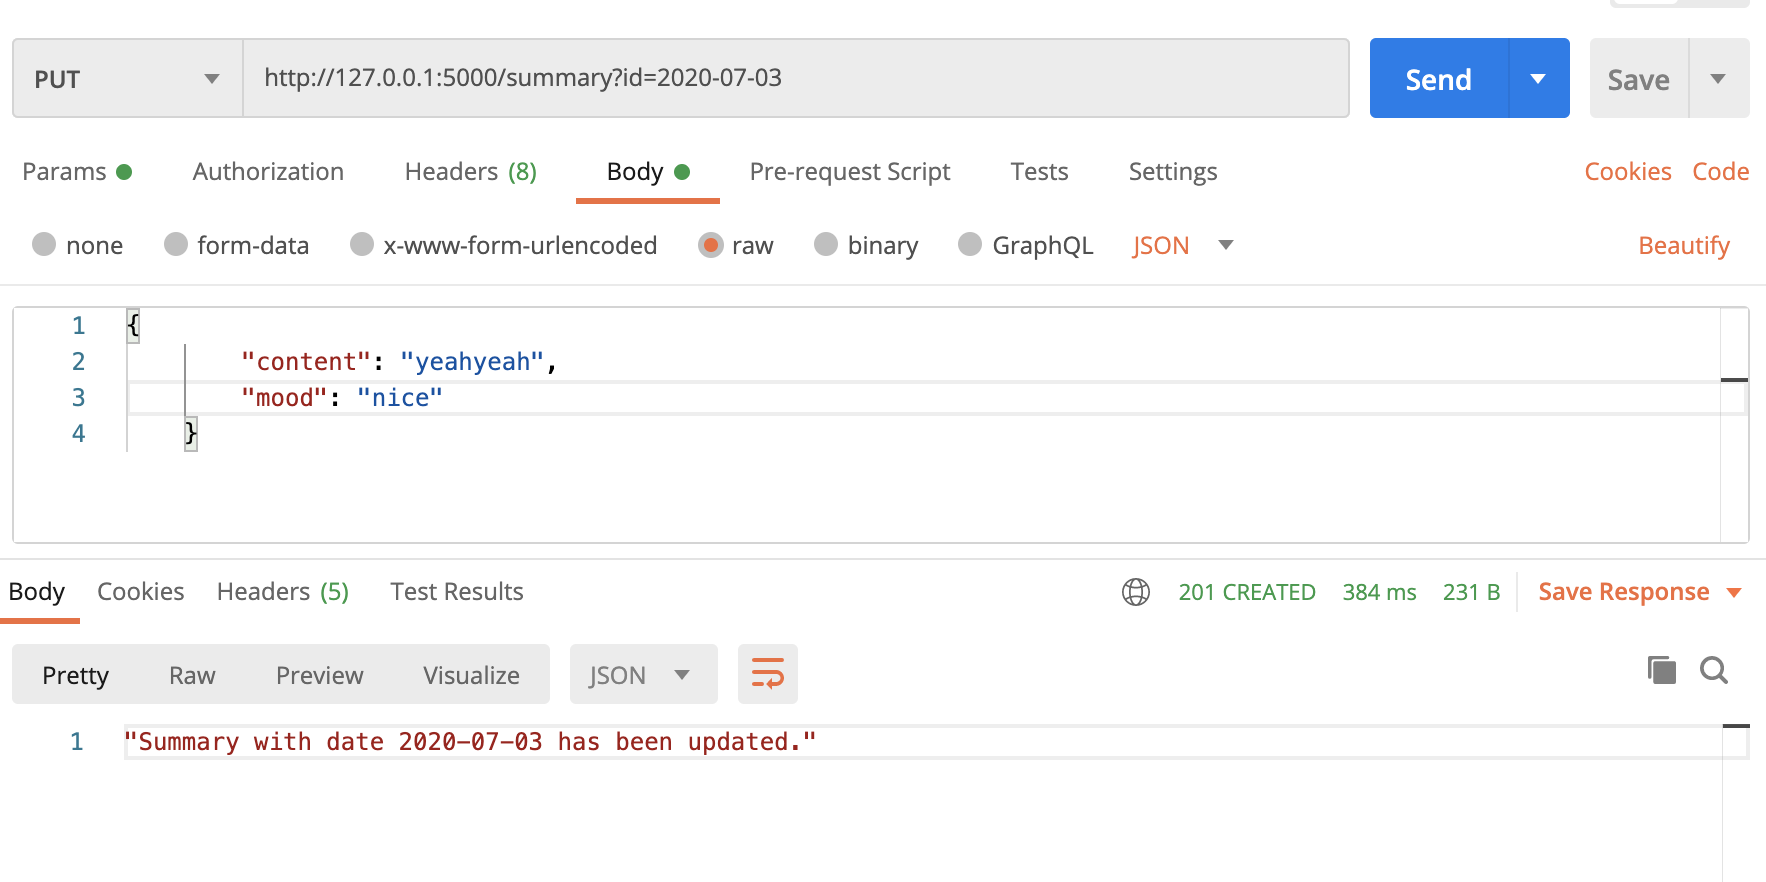 PUT http://127.0.0.1:5000/summary?id=2020-07-03 Send Save
Params Authorization Headers (8) Body Pre-request Script Tests Settings Cookies Code
none form-data x-www-form-urlencoded raw binary GraphQL JSON Beautify
1 {
2 "content": "yeahyeah",
3 "mood": "nice"
4 }
Body Cookies Headers (5) Test Results 201 CREATED 384 ms 231 B Save Response
Pretty Raw Preview Visualize JSON
1 "Summary with date 2020-07-03 has been updated."